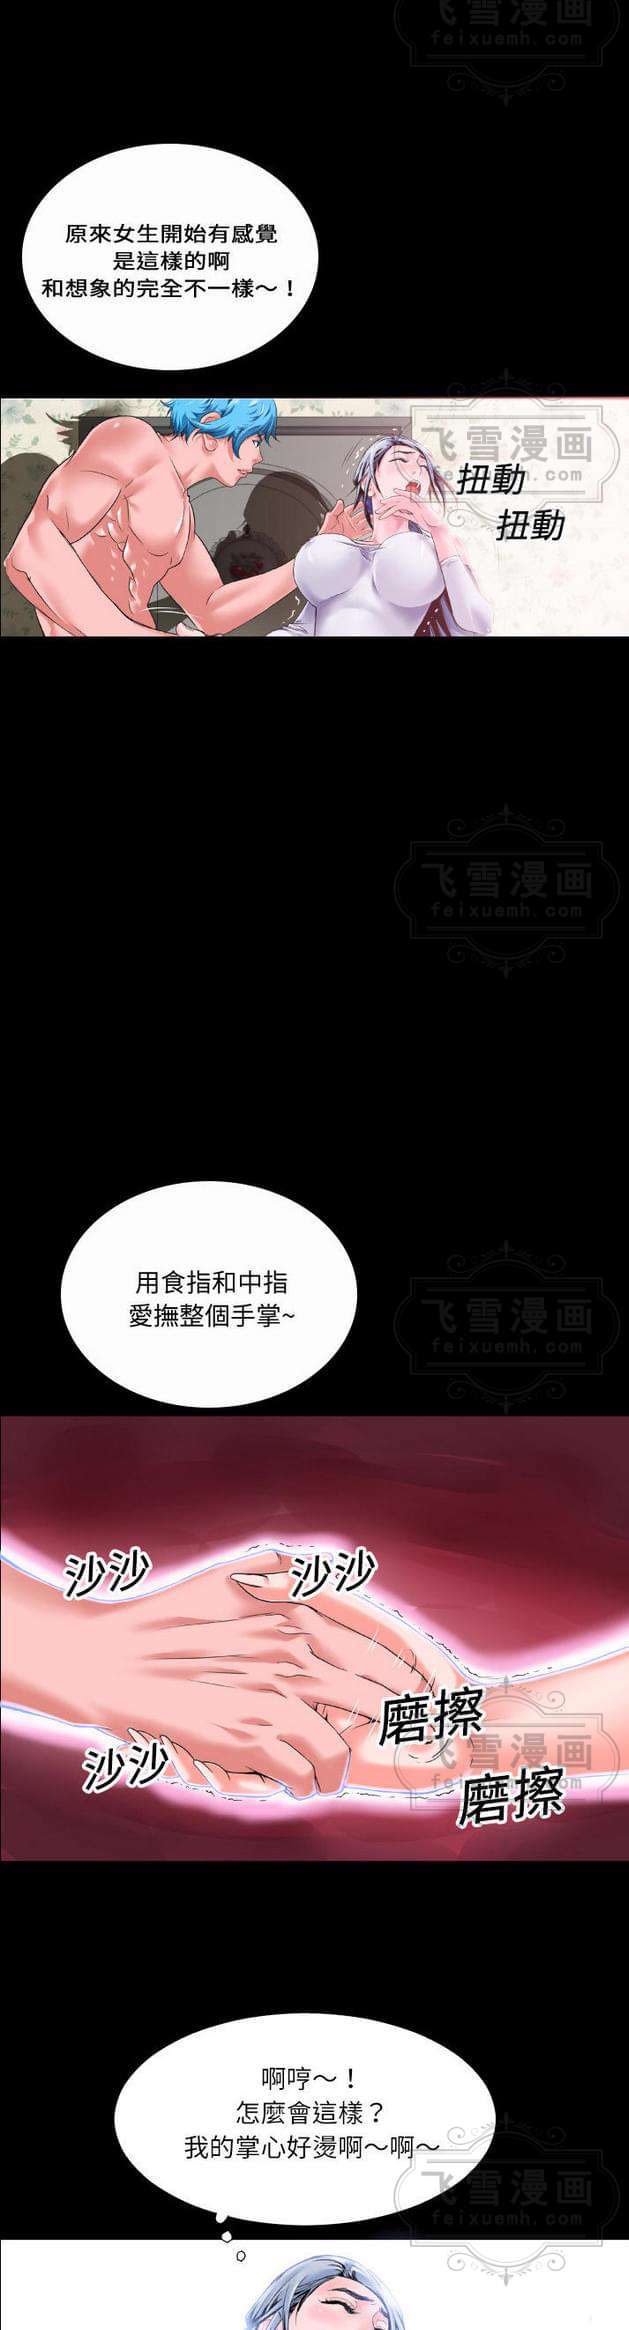 飞雪漫画
feixuemh.com
原來女生開始有感覺
是這樣的啊
和想象的完全不一樣～！
飞雪漫画
feixuemh.com
扭動
扭動
飞雪漫画
feixuemh.com
用食指和中指
愛撫整個手掌~
飞雪漫画
feixuemh.com
沙沙
沙沙
磨擦
沙沙
飞雪漫画
feixuemh.com
磨擦
啊哼～！
怎麼會這樣？
我的掌心好燙啊～啊～
飞雪漫画
feixuemh.com